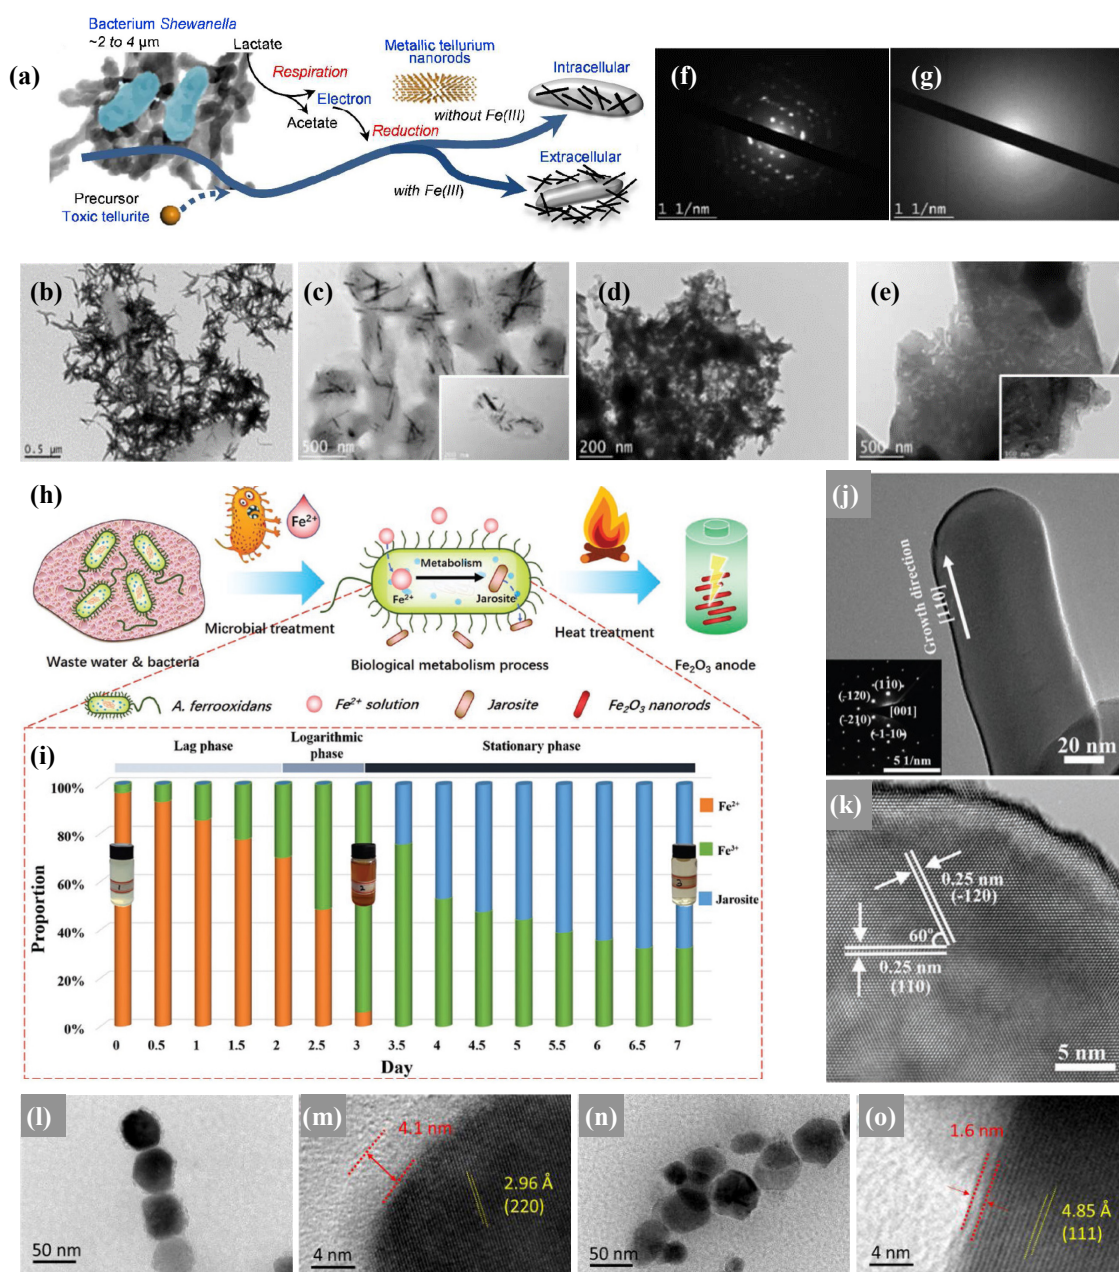 (a)
Bacterium Shewanella
~2 to 4 µm
Lactate
Respiration
Electron
Acetate
Reduction
Metallic tellurium
nanorods
without Fe(III)
with Fe(III)
Intracellular
Extracellular
Precursor
Toxic tellurite
(f)
1 1/nm
(g)
1 1/nm
(b)
0.5 µm
(c)
500 nm
(d)
200 nm
(e)
500 nm
(h)
Fe²⁺
Metabolism
Fe²⁺
Jarosite
Microbial treatment
Heat treatment
Waste water & bacteria
Biological metabolism process
Fe₂O₃ anode
A. ferrooxidans
Fe²⁺ solution
Jarosite
Fe₂O₃ nanorods
(i)
Lag phase
Logarithmic
phase
Stationary phase
100%
80%
60%
40%
20%
0%
Proportion
Fe²⁺
Fe³⁺
Jarosite
1
2
3
0 0.5 1 1.5 2 2.5 3 3.5 4 4.5 5 5.5 6 6.5 7
Day
(j)
Growth direction
[110]
(110)
(-120)
[001]
(-210)
(-1-10)
5 1/nm
20 nm
(k)
0.25 nm
(-120)
60°
0.25 nm
(110)
5 nm
(l)
50 nm
(m)
4.1 nm
2.96 Å
(220)
4 nm
(n)
50 nm
(o)
1.6 nm
4.85 Å
(111)
4 nm